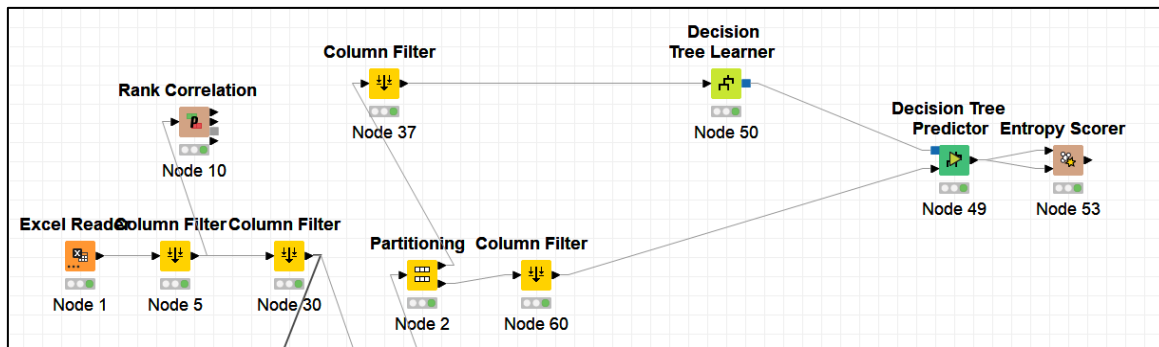 Decision
Tree Learner
Column Filter
Rank Correlation
Node 50
Decision Tree
Predictor
Entropy Scorer
Node 37
Node 10
Node 49
Node 53
Excel Reader
Column Filter
Column Filter
Partitioning
Column Filter
Node 1
Node 5
Node 30
Node 2
Node 60